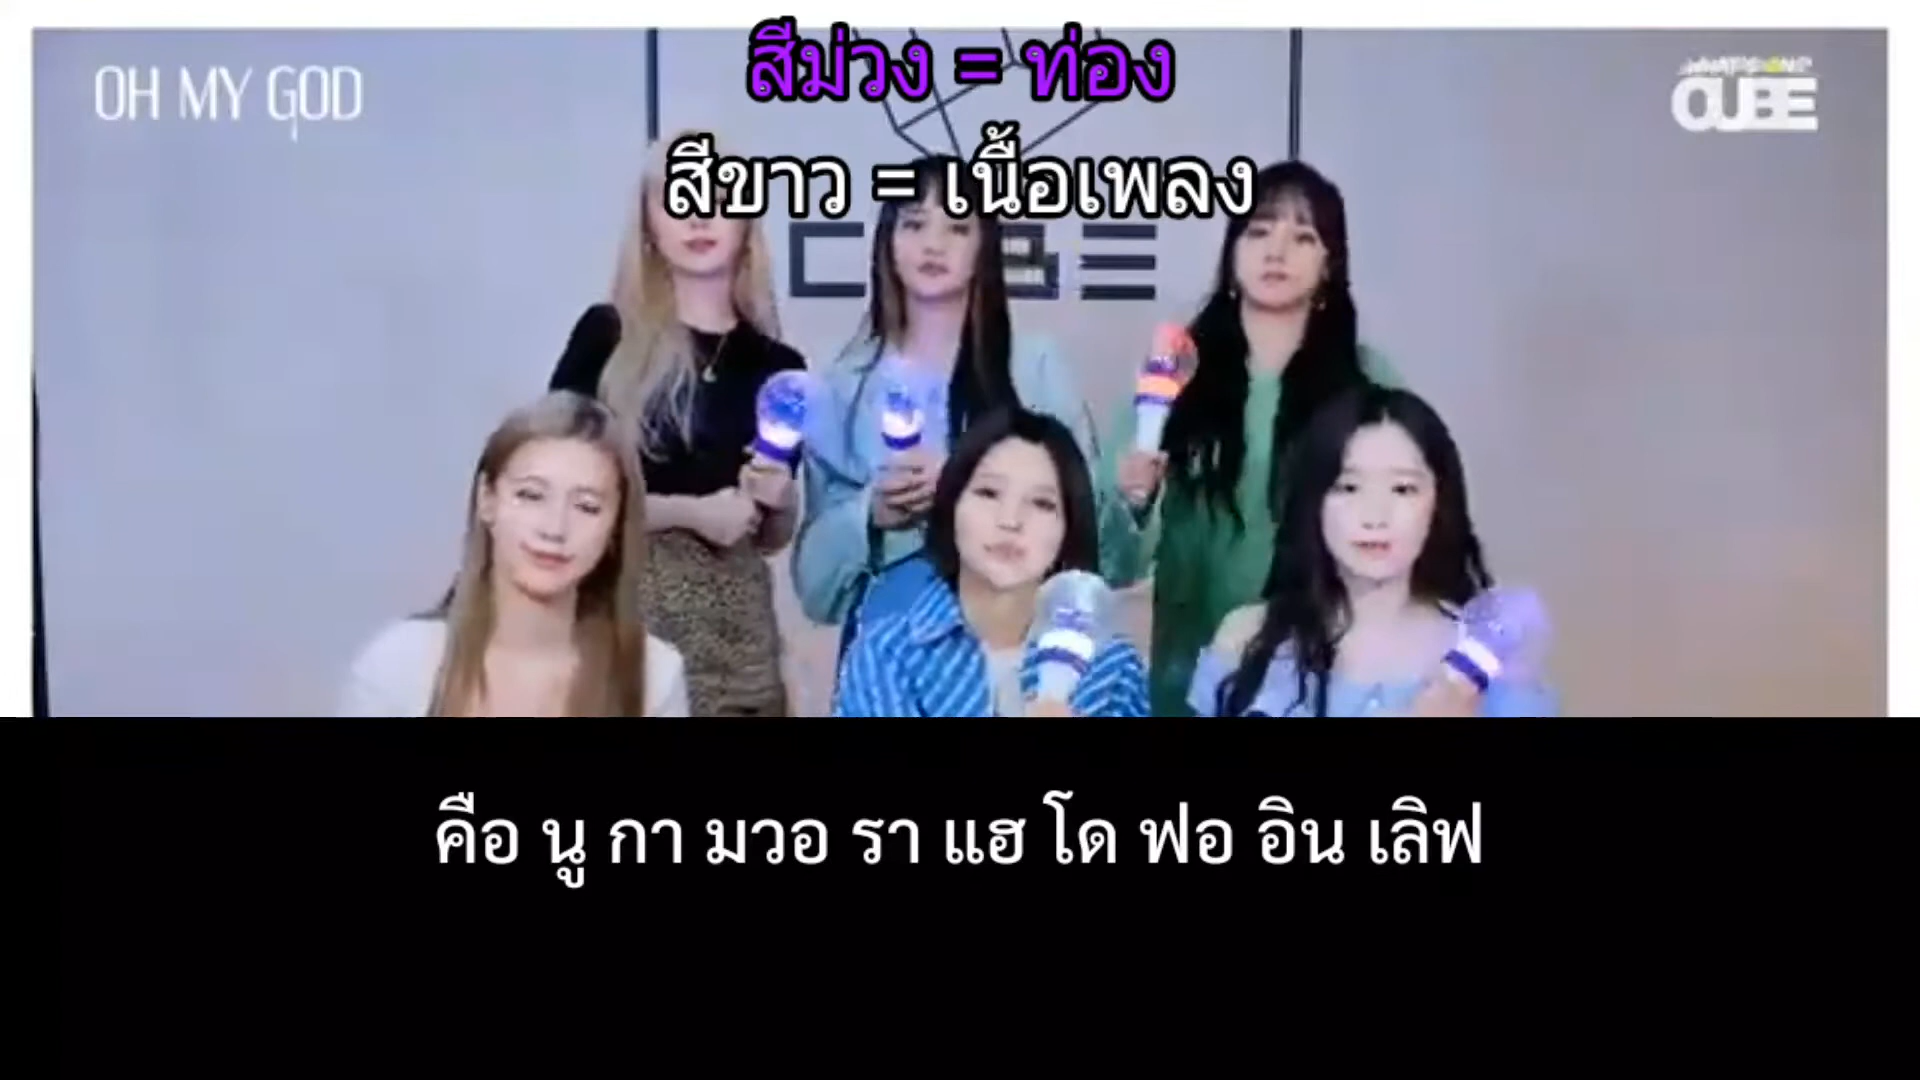 OH MY GOD
สีม่วง = ท่อง
สีขาว = เนื้อเพลง
CUBE
CUBE
คือ นู กา มวอ รา แฮ โด ฟอ อิน เลิฟ